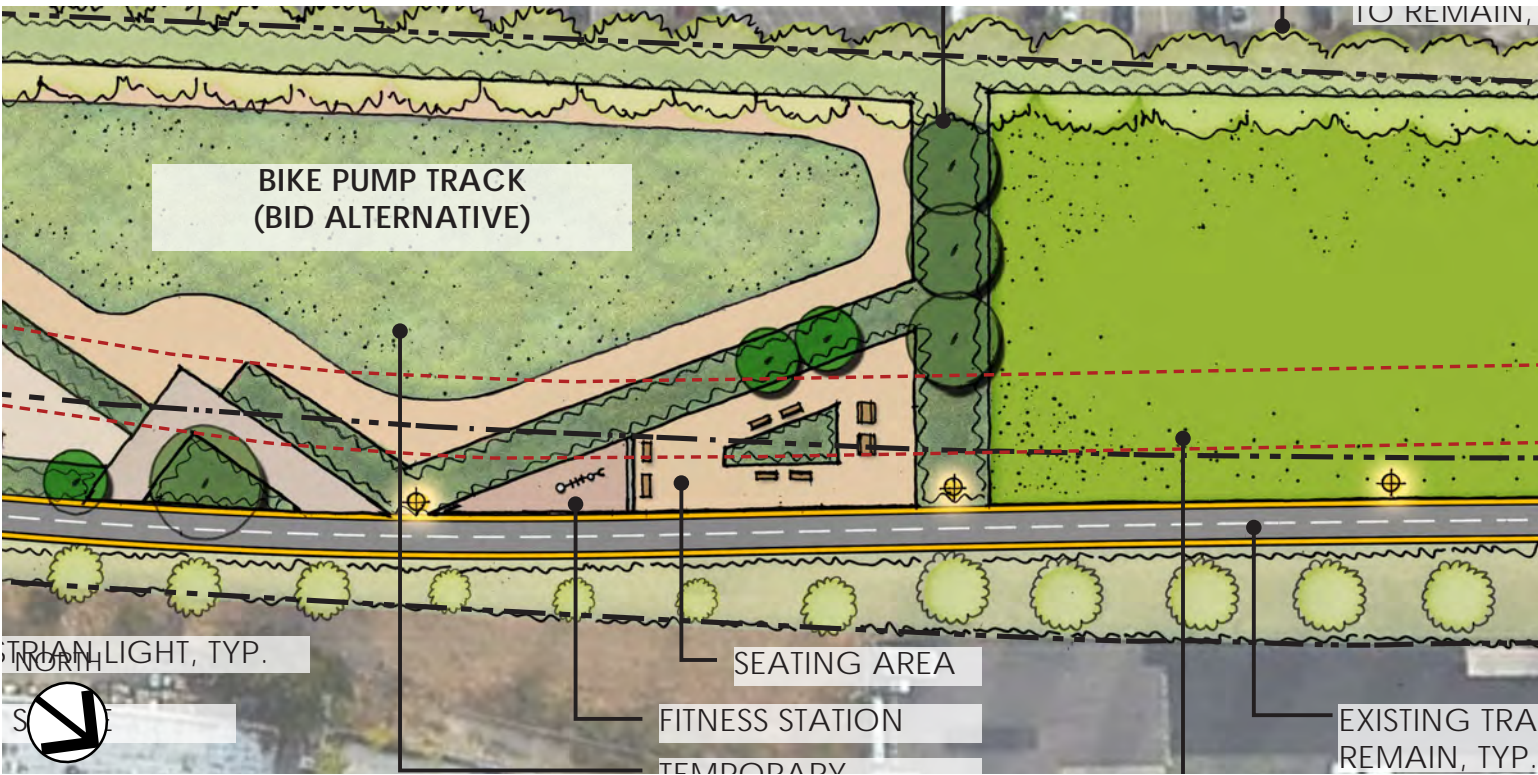 TO REMAIN,
BIKE PUMP TRACK
(BID ALTERNATIVE)
STRIAN LIGHT, TYP.
NORTH
SEATING AREA
FITNESS STATION
EXISTING TRA
REMAIN, TYP.
TEMPORARY